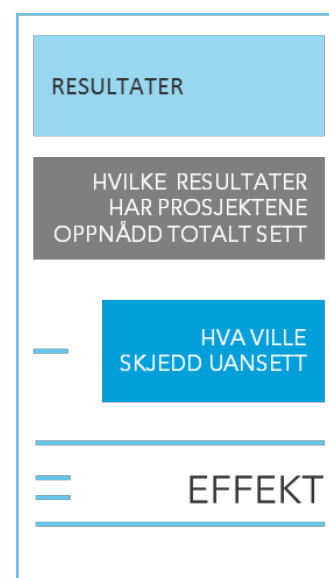 RESULTATER
HVILKE RESULTATER
HAR PROSJEKTENE
OPPNÅDD TOTALT SETT
HVA VILLE
SKJEDD UANSETT
EFFEKT